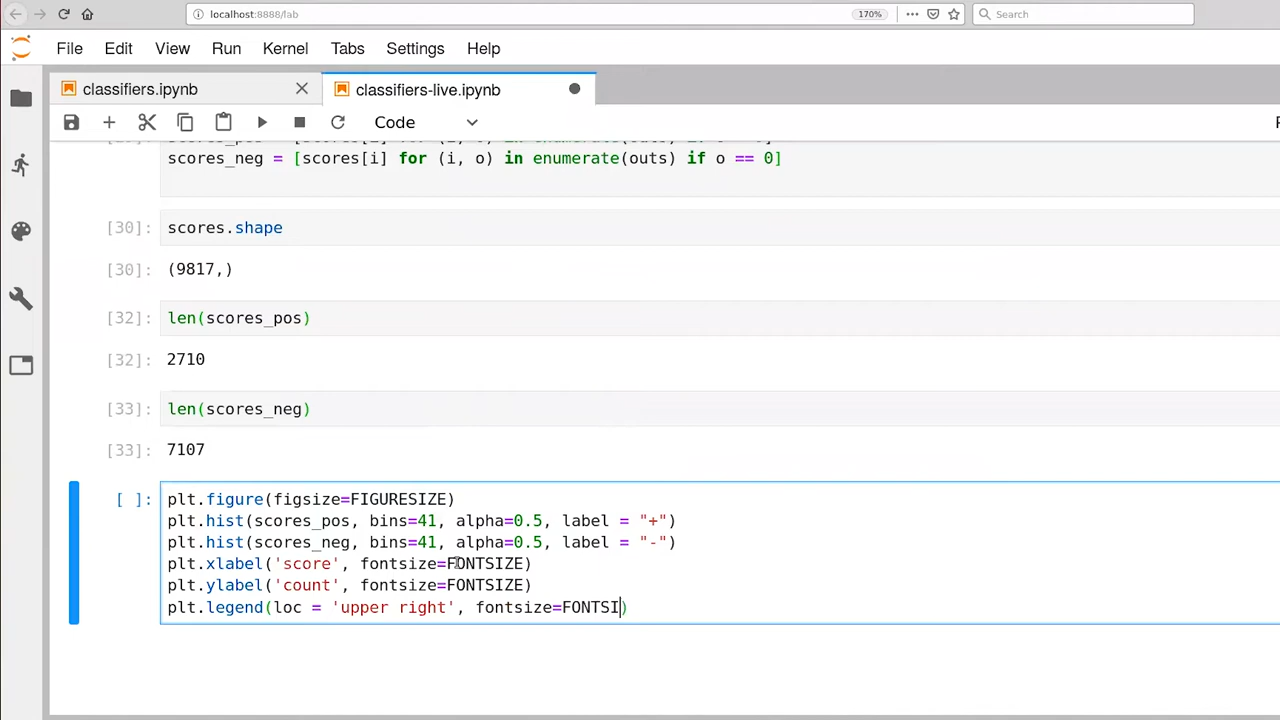 localhost:8888/lab
170%
Search
File Edit View Run Kernel Tabs Settings Help
classifiers.ipynb
classifiers-live.ipynb
Code
scores_neg = [scores[i] for (i, o) in enumerate(outs) if o == 0]
[30]: scores.shape
[30]: (9817,)
[32]: len(scores_pos)
[32]: 2710
[33]: len(scores_neg)
[33]: 7107
[ ]: plt.figure(figsize=FIGURESIZE)
plt.hist(scores_pos, bins=41, alpha=0.5, label = "+")
plt.hist(scores_neg, bins=41, alpha=0.5, label = "-")
plt.xlabel('score', fontsize=FONTSIZE)
plt.ylabel('count', fontsize=FONTSIZE)
plt.legend(loc = 'upper right', fontsize=FONTSI)